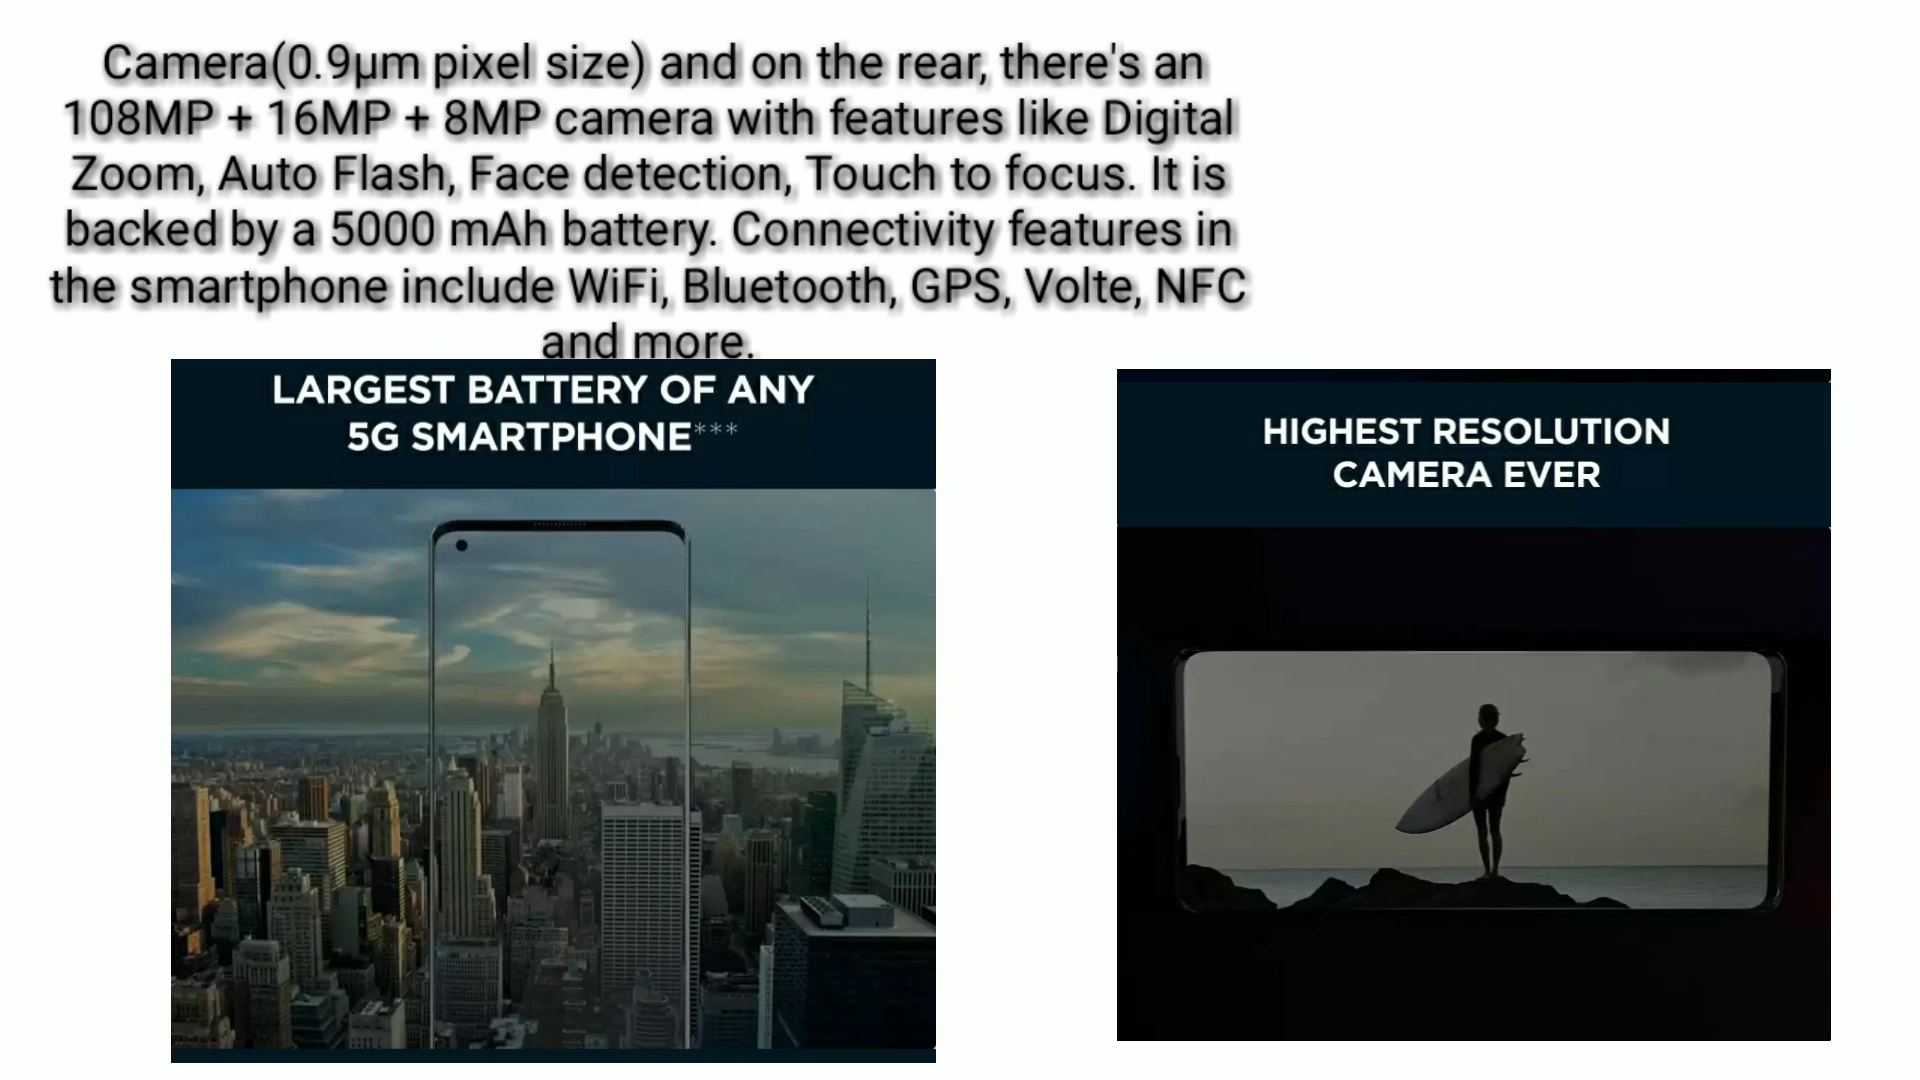 Camera(0.9µm pixel size) and on the rear, there's an
108MP + 16MP + 8MP camera with features like Digital
Zoom, Auto Flash, Face detection, Touch to focus. It is
backed by a 5000 mAh battery. Connectivity features in
the smartphone include WiFi, Bluetooth, GPS, Volte, NFC
and more.
LARGEST BATTERY OF ANY
5G SMARTPHONE***
HIGHEST RESOLUTION
CAMERA EVER